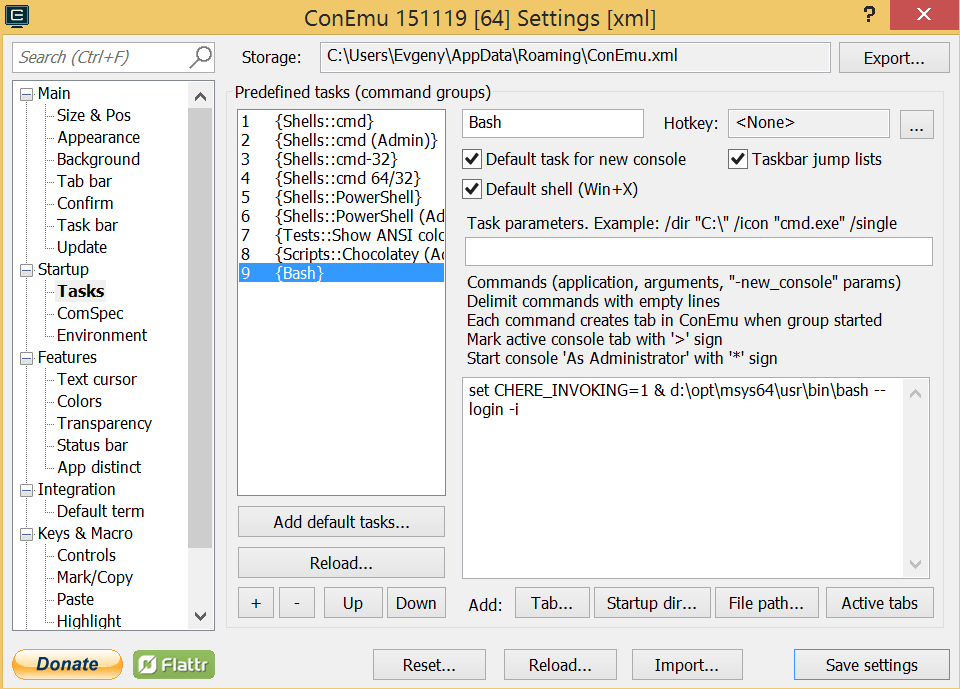 ConEmu 151119 [64] Settings [xml]
?
Search (Ctrl+F)
Storage:
C:\Users\Evgeny\AppData\Roaming\ConEmu.xml
Export...
Main
Size & Pos
Appearance
Background
Tab bar
Confirm
Task bar
Update
Startup
Tasks
ComSpec
Environment
Features
Text cursor
Colors
Transparency
Status bar
App distinct
Integration
Default term
Keys & Macro
Controls
Mark/Copy
Paste
Highlight
Predefined tasks (command groups)
1 {Shells::cmd}
2 {Shells::cmd (Admin)}
3 {Shells::cmd-32}
4 {Shells::cmd 64/32}
5 {Shells::PowerShell}
6 {Shells::PowerShell (Ad
7 {Tests::Show ANSI colo
8 {Scripts::Chocolatey (Ad
9 {Bash}
Add default tasks...
Reload...
+ - Up Down
Bash
Hotkey: <None> ...
Default task for new console
Taskbar jump lists
Default shell (Win+X)
Task parameters. Example: /dir "C:\" /icon "cmd.exe" /single
Commands (application, arguments, "-new_console" params)
Delimit commands with empty lines
Each command creates tab in ConEmu when group started
Mark active console tab with '>' sign
Start console 'As Administrator' with '*' sign
set CHERE_INVOKING=1 & d:\opt\msys64\usr\bin\bash --
login -i
Add: Tab... Startup dir... File path... Active tabs
Donate
Flattr
Reset...
Reload...
Import...
Save settings